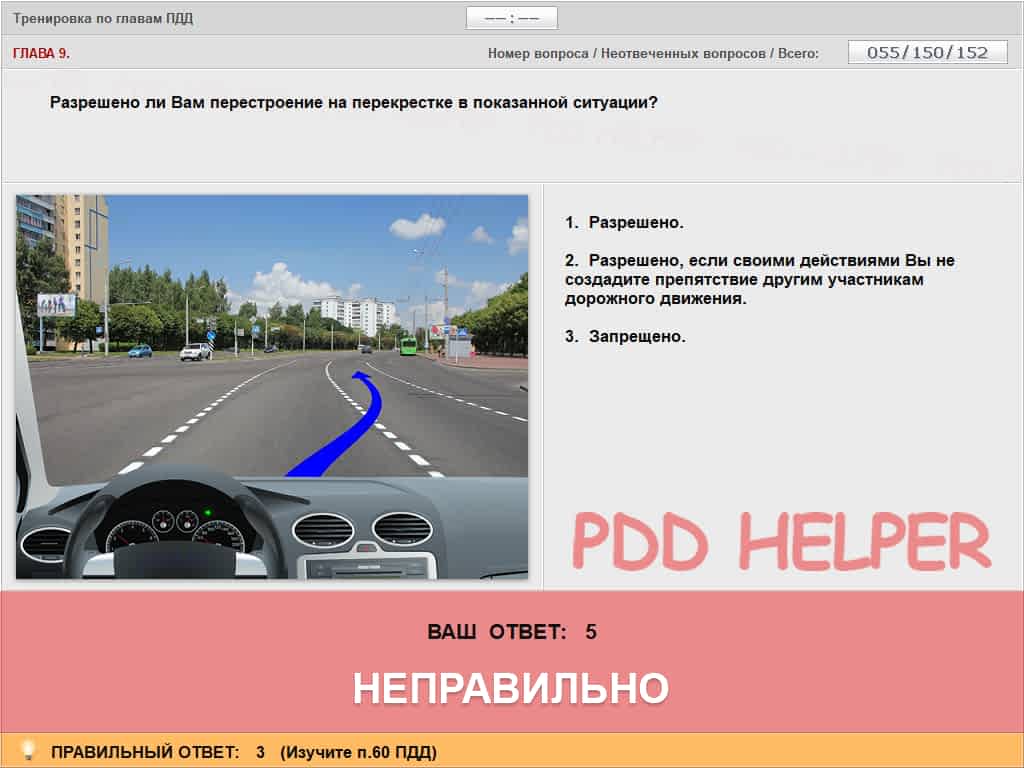 Тренировка по главам ПДД
—— : ——
ГЛАВА 9.
Номер вопроса / Неотвеченных вопросов / Всего:
055/150/152
Разрешено ли Вам перестроение на перекрестке в показанной ситуации?
1. Разрешено.
2. Разрешено, если своими действиями Вы не
создадите препятствие другим участникам
дорожного движения.
3. Запрещено.
PDD HELPER
ВАШ ОТВЕТ: 5
НЕПРАВИЛЬНО
ПРАВИЛЬНЫЙ ОТВЕТ: 3 (Изучите п.60 ПДД)